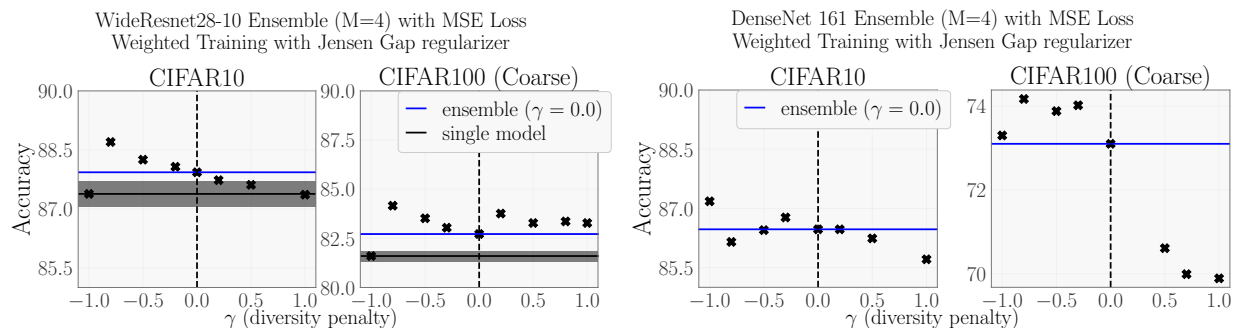 WideResnet28-10 Ensemble (M=4) with MSE Loss
Weighted Training with Jensen Gap regularizer
CIFAR10
CIFAR100 (Coarse)
ensemble (γ = 0.0)
single model
Accuracy
90.0
88.5
87.0
85.5
90.0
87.5
85.0
82.5
80.0
−1.0 −0.5 0.0 0.5 1.0
−1.0 −0.5 0.0 0.5 1.0
γ (diversity penalty)
DenseNet 161 Ensemble (M=4) with MSE Loss
Weighted Training with Jensen Gap regularizer
CIFAR10
CIFAR100 (Coarse)
ensemble (γ = 0.0)
Accuracy
90.0
88.5
87.0
85.5
74
72
70
−1.0 −0.5 0.0 0.5 1.0
−1.0 −0.5 0.0 0.5 1.0
γ (diversity penalty)